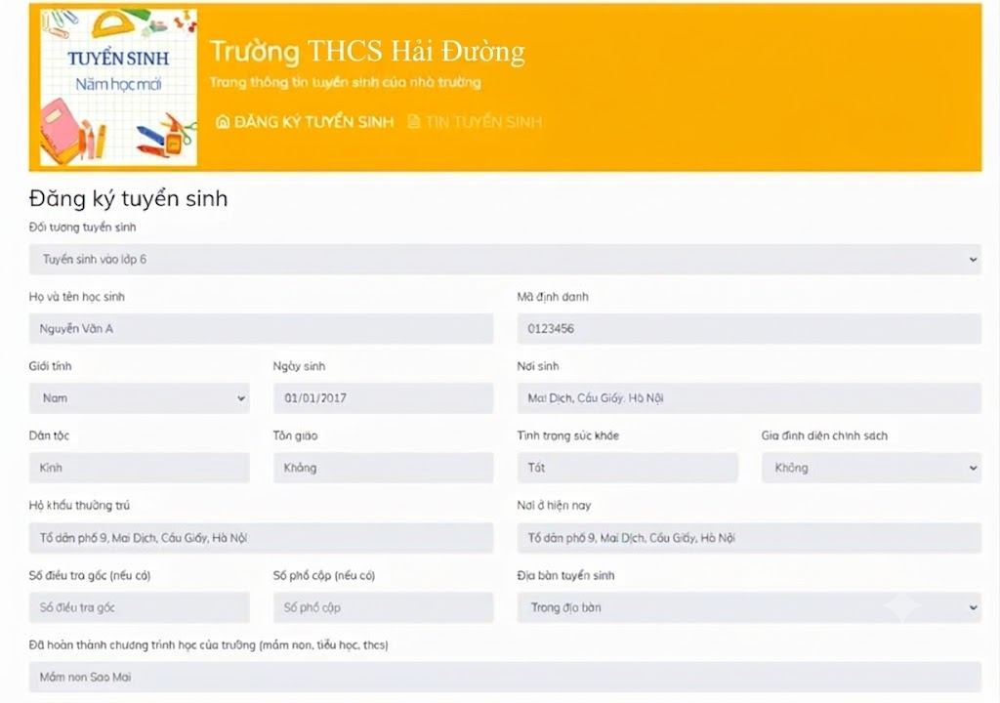 TUYỂN SINH
Năm học mới
Trường THCS Hải Đường
Trang thông tin tuyển sinh của nhà trường
ĐĂNG KÝ TUYỂN SINH TIN TUYỂN SINH
Đăng ký tuyển sinh
Đối tương tuyển sinh
Tuyển sinh vào lớp 6
Họ và tên học sinh Mã định danh
Nguyễn Văn A 0123456
Giới tính Ngày sinh Nơi sinh
Nam 01/01/2017 Mai Dịch, Cầu Giấy, Hà Nội
Dân tộc Tôn giáo Tình trạng sức khỏe Gia đình diện chính sách
Kinh Không Tốt Không
Hộ khẩu thường trú Nơi ở hiện nay
Tổ dân phố 9, Mai Dịch, Cầu Giấy, Hà Nội Tổ dân phố 9, Mai Dịch, Cầu Giấy, Hà Nội
Số điều tra gốc (nếu có) Số phổ cập (nếu có) Địa bàn tuyển sinh
Số điều tra gốc Số phổ cập Trong địa bàn
Đã hoàn thành chương trình học của trường (mầm non, tiểu học, thcs)
Mầm non Sao Mai